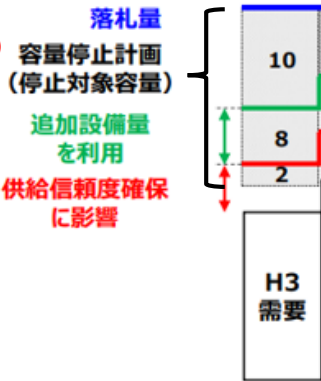 落札量
容量停止計画
(停止対象容量)
追加設備量
を利用
供給信頼度確保
に影響
10
8
2
H3
需要